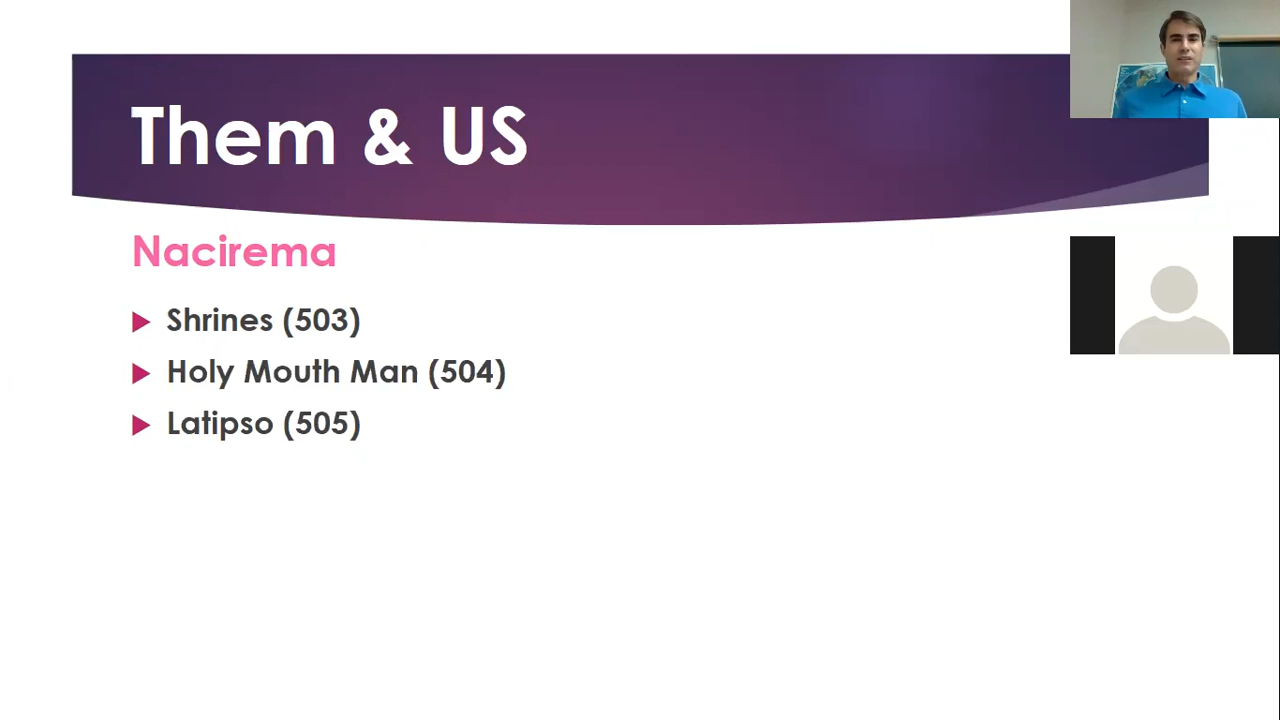 Them & US
Nacirema
Shrines (503)
Holy Mouth Man (504)
Latipso (505)